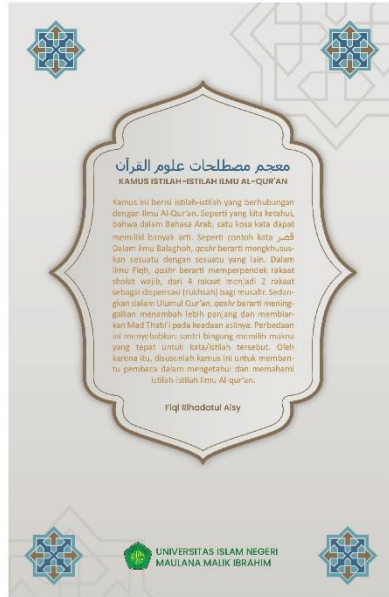 معجم مصطلحات علوم القرآن
KAMUS ISTILAH-ISTILAH ILMU AL-QUR'AN
Kamus ini berisi istilah-istilah yang berhubungan
dengan Ilmu Al-Qur'an. Seperti yang kita ketahui,
bahwa dalam Bahasa Arab, satu kosa kata dapat
memiliki banyak arti. Seperti contoh kata قصر
Dalam ilmu Balaghoh, qashr berarti mengkhusus-
kan sesuatu dengan sesuatu yang lain. Dalam
ilmu Fiqh, qashr berarti memperpendek rakaat
sholat wajib, dari 4 rakaat menjadi 2 rakaat
sebagai dispensasi (rukhsah) bagi musafir. Sedan-
gkan dalam Ulumul Qur'an, qashr berarti mening-
galkan menambah lebih panjang dan membiar-
kan Mad Thabi'i pada keadaan aslinya. Perbedaan
ini menyebabkan santri bingung memilih makna
yang tepat untuk kata/istilah tersebut. Oleh
karena itu, disusunlah kamus ini untuk memban-
tu pembaca dalam mengetahui dan memahami
istilah-istilah Ilmu Al-qur'an.
Fiqi Rihadatul Aisy
UNIVERSITAS ISLAM NEGERI
MAULANA MALIK IBRAHIM